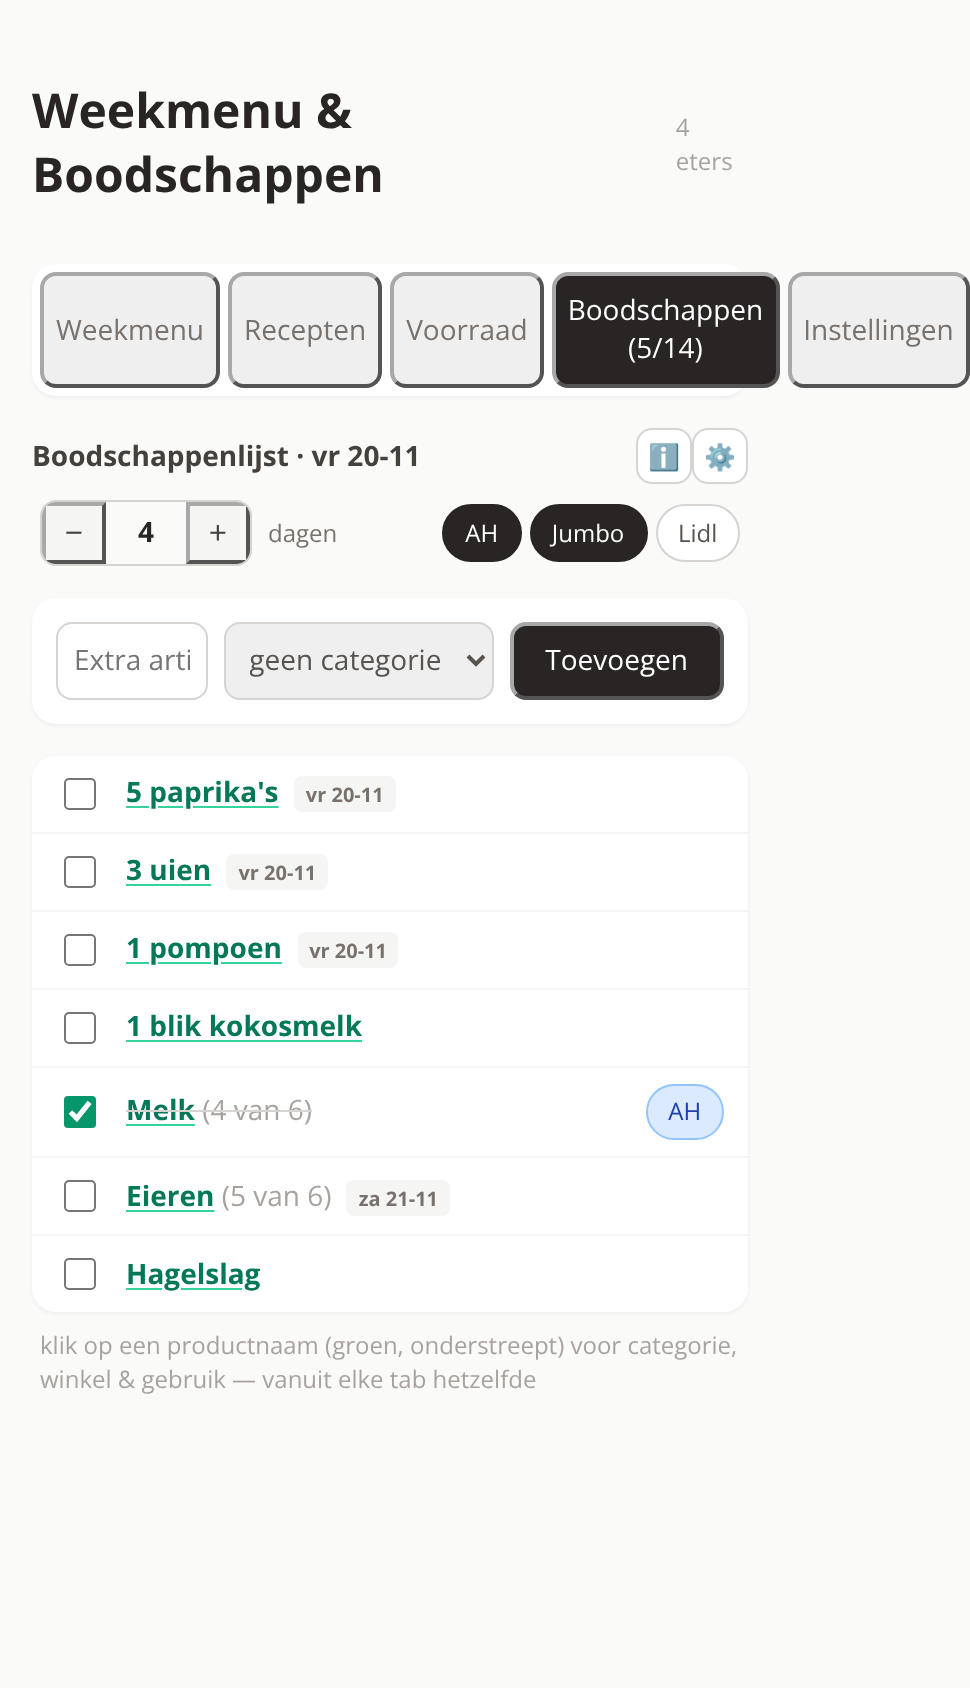 Weekmenu &
Boodschappen
4
eters
Weekmenu
Recepten
Voorraad
Boodschappen
(5/14)
Instellingen
Boodschappenlijst · vr 20-11
ℹ️ ⚙️
− 4 + dagen
AH Jumbo Lidl
Extra arti
geen categorie
Toevoegen
5 paprika's vr 20-11
3 uien vr 20-11
1 pompoen vr 20-11
1 blik kokosmelk
Melk (4 van 6) AH
Eieren (5 van 6) za 21-11
Hagelslag
klik op een productnaam (groen, onderstreept) voor categorie,
winkel & gebruik — vanuit elke tab hetzelfde